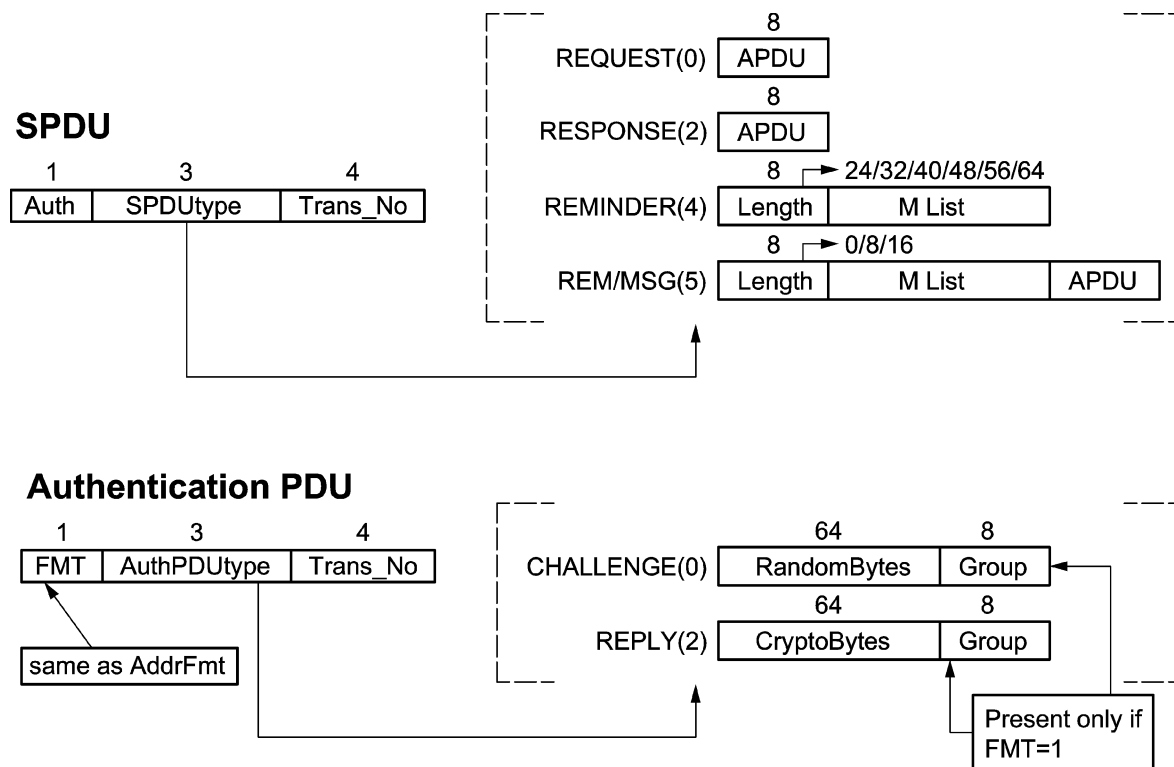 SPDU
1 3 4
Auth SPDUtype Trans_No
8
REQUEST(0) APDU
8
RESPONSE(2) APDU
8 24/32/40/48/56/64
REMINDER(4) Length M List
8 0/8/16
REM/MSG(5) Length M List APDU
Authentication PDU
1 3 4
FMT AuthPDUtype Trans_No
same as AddrFmt
64 8
CHALLENGE(0) RandomBytes Group
64 8
REPLY(2) CryptoBytes Group
Present only if
FMT=1